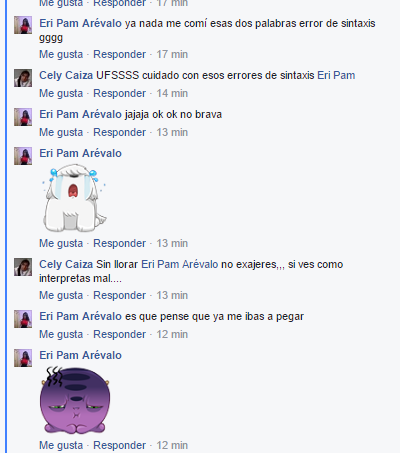 Me gusta · Responder · 17 min
Eri Pam Arévalo ya nada me comí esas dos palabras error de sintaxis
gggg
Me gusta · Responder · 17 min
Cely Caiza UFSSSS cuidado con esos errores de sintaxis Eri Pam
Me gusta · Responder · 14 min
Eri Pam Arévalo jajaja ok ok no brava
Me gusta · Responder · 13 min
Eri Pam Arévalo
Me gusta · Responder · 13 min
Cely Caiza Sin llorar Eri Pam Arévalo no exajeres,,, si ves como
interpretas mal....
Me gusta · Responder · 13 min
Eri Pam Arévalo es que pense que ya me ibas a pegar
Me gusta · Responder · 12 min
Eri Pam Arévalo
Me gusta · Responder · 12 min